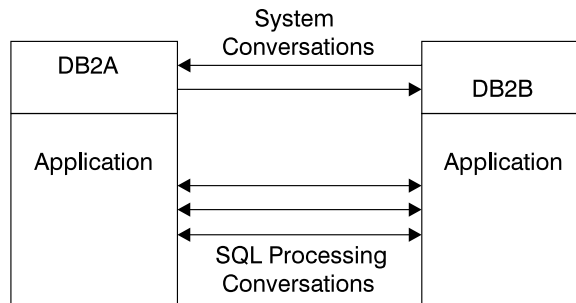 System
Conversations
DB2A
DB2B
Application
Application
SQL Processing
Conversations